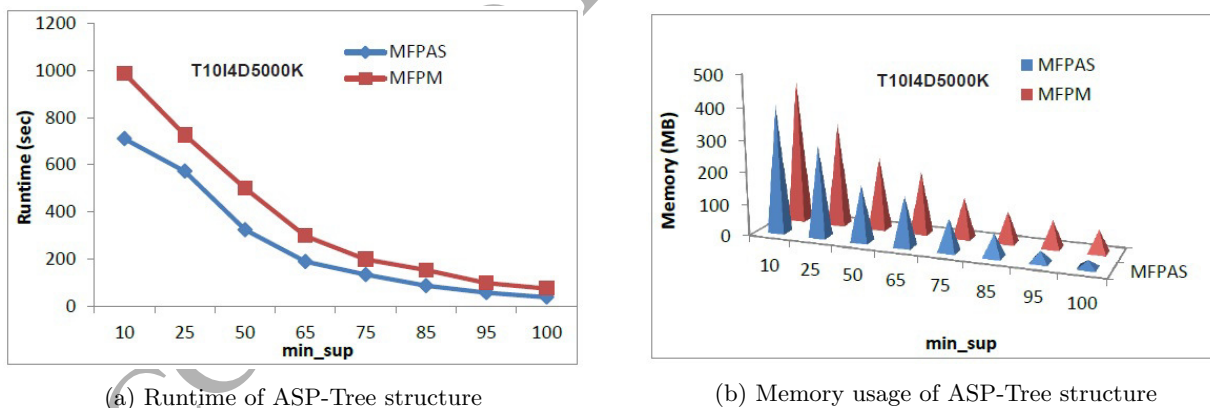 1200
1000
800
600
400
200
0
Runtime (sec)
T10I4D5000K
MFPAS
MFPM
10 25 50 65 75 85 95 100
min_sup
(a) Runtime of ASP-Tree structure
500
400
300
200
100
0
Memory (MB)
T10I4D5000K
MFPAS
MFPM
10 25 50 65 75 85 95 100
MFPAS
min_sup
(b) Memory usage of ASP-Tree structure